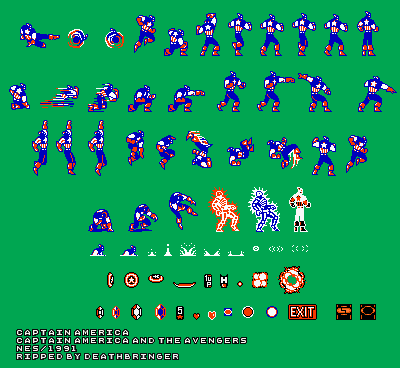 EXIT
CAPTAIN AMERICA
CAPTAIN AMERICA AND THE AVENGERS
NES/1991
RIPPED BY DEATHBRINGER